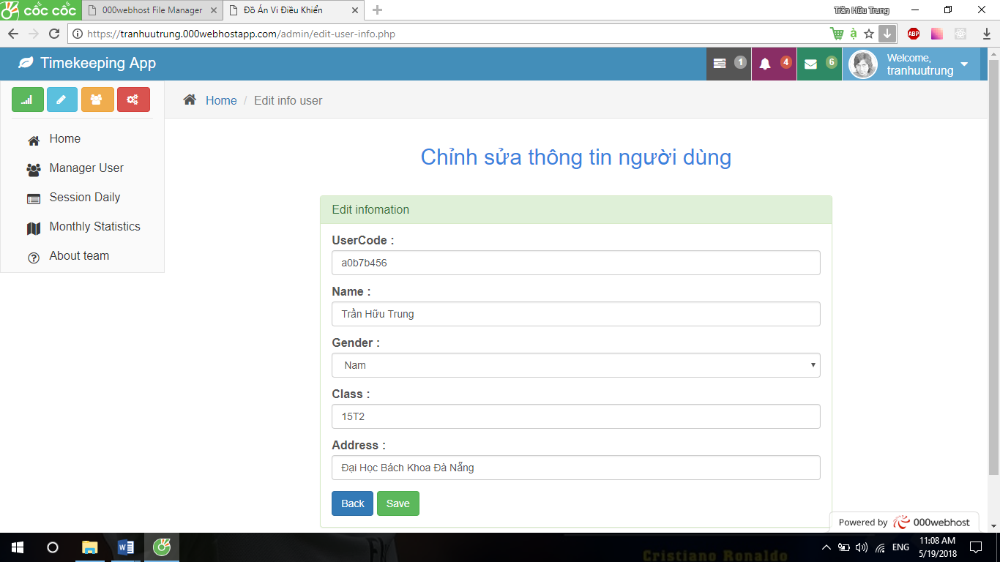 cốc cốc
000webhost File Manager
Đồ Án Vi Điều Khiển
Trần Hữu Trung
https://tranhuutrung.000webhostapp.com/admin/edit-user-info.php
ABP
Timekeeping App
1
4
6
Welcome,
tranhuutrung
Home / Edit info user
Home
Manager User
Session Daily
Monthly Statistics
About team
Chỉnh sửa thông tin người dùng
Edit infomation
UserCode :
a0b7b456
Name :
Trần Hữu Trung
Gender :
Nam
Class :
15T2
Address :
Đại Học Bách Khoa Đà Nẵng
Back Save
Powered by 000webhost
Cristiano Ronaldo
ENG
11:08 AM
5/19/2018